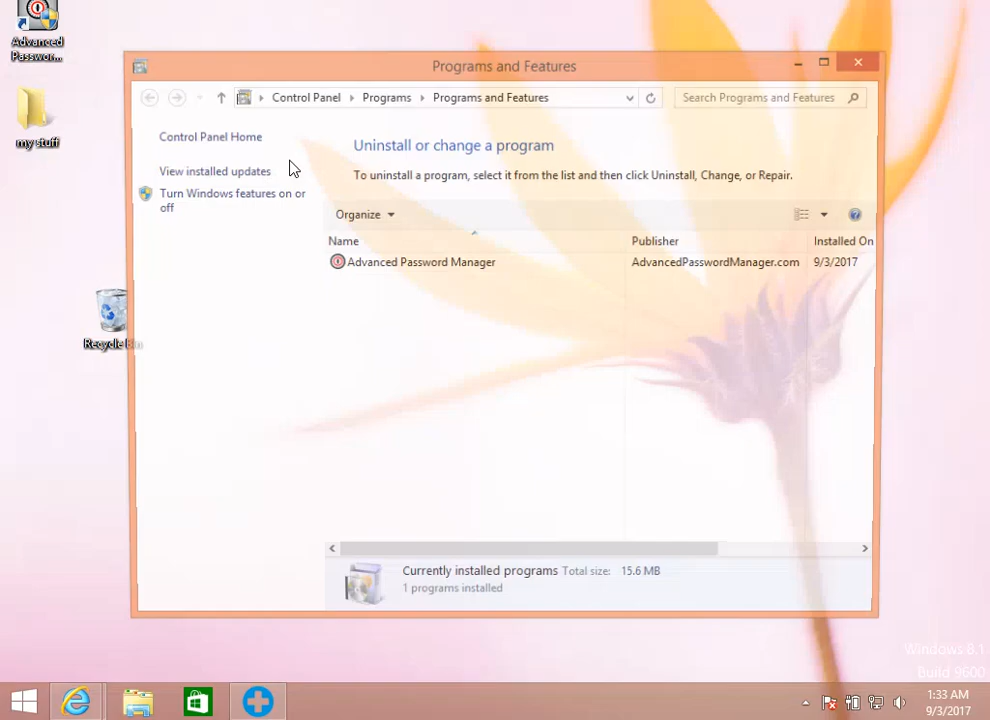 Advanced
Passwor...
my stuff
Recycle Bin
Programs and Features
Control Panel
Programs
Programs and Features
Search Programs and Features
Control Panel Home
View installed updates
Turn Windows features on or
off
Uninstall or change a program
To uninstall a program, select it from the list and then click Uninstall, Change, or Repair.
Organize
Name Publisher Installed On
Advanced Password Manager AdvancedPasswordManager.com 9/3/2017
Currently installed programs Total size: 15.6 MB
1 programs installed
Windows 8.1
Build 9600
1:33 AM
9/3/2017